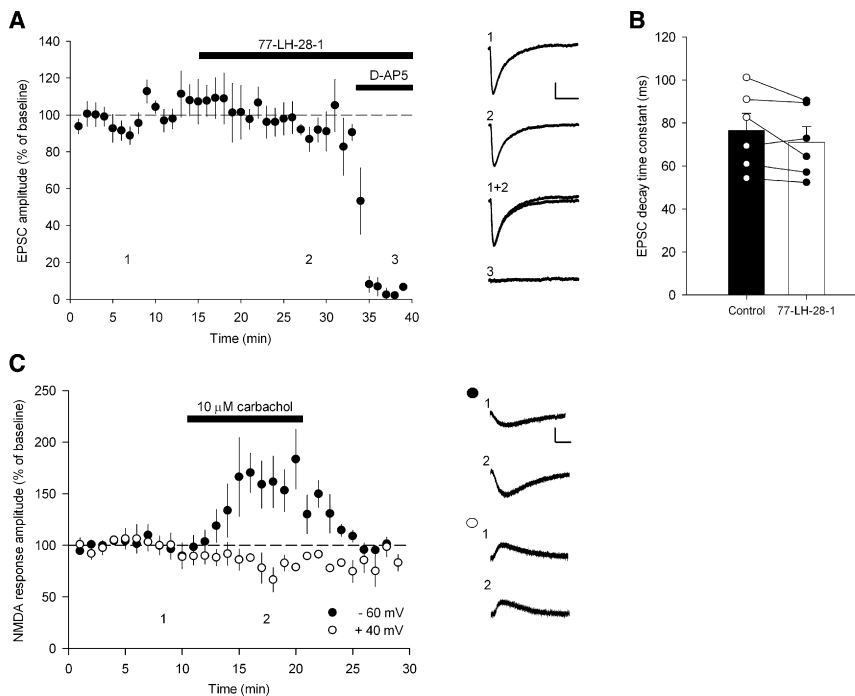 A
77-LH-28-1
D-AP5
EPSC amplitude (% of baseline)
140
120
100
80
60
40
20
0
1
2
3
0 5 10 15 20 25 30 35 40
Time (min)
1
2
1+2
3
B
EPSC decay time constant (ms)
120
100
80
60
40
20
0
Control 77-LH-28-1
C
10 μM carbachol
NMDA response amplitude (% of baseline)
250
200
150
100
50
0
1
2
- 60 mV
+ 40 mV
0 5 10 15 20 25 30
Time (min)
1
2
1
2